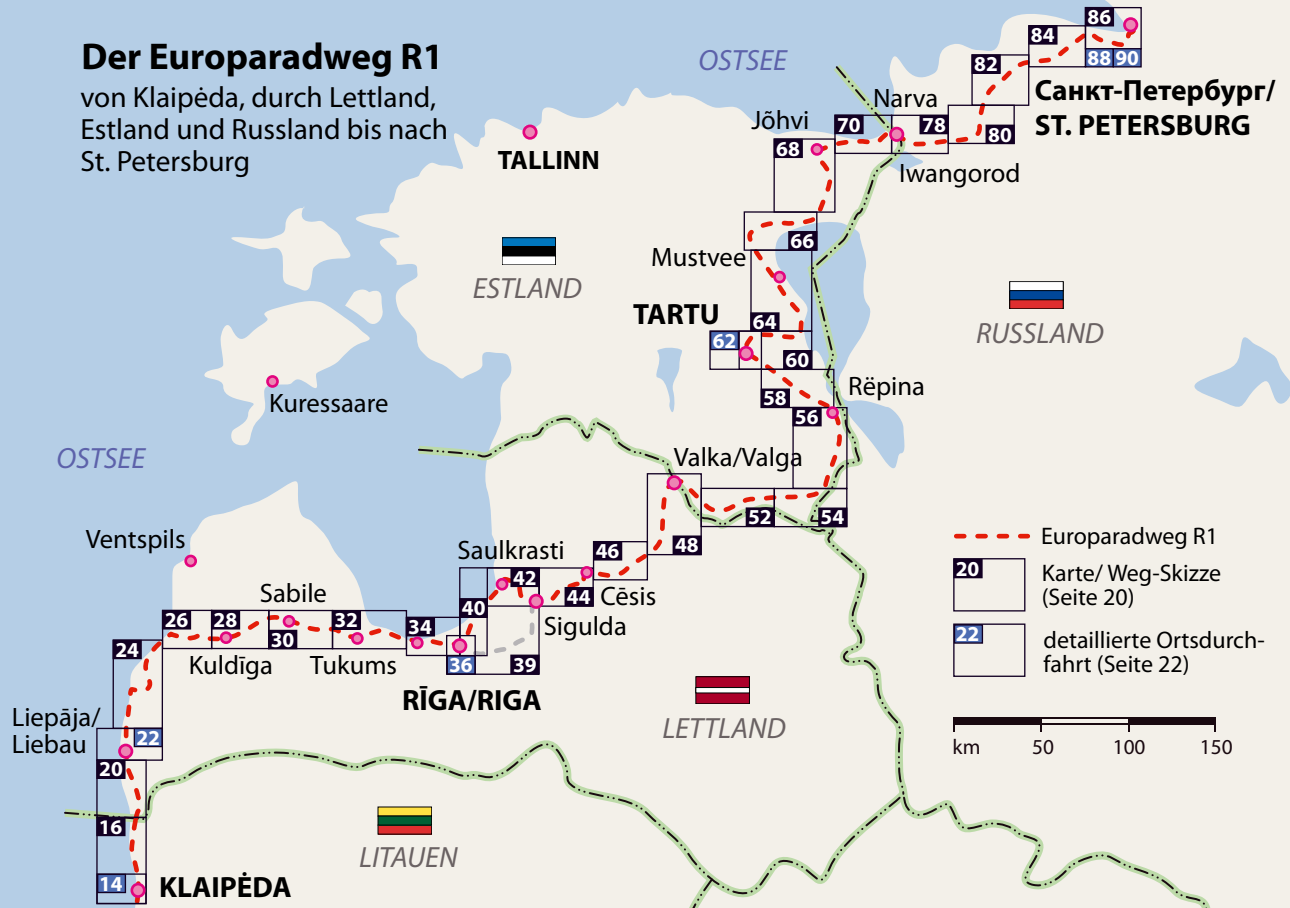 Der Europaradweg R1
von Klaipėda, durch Lettland,
Estland und Russland bis nach
St. Petersburg
OSTSEE
86
84
88 90
82
Санкт-Петербург/
ST. PETERSBURG
80
Narva
78
70
Jõhvi
68
Iwangorod
TALLINN
66
Mustvee
ESTLAND
RUSSLAND
TARTU
64
62
60
58
Rëpina
56
Kuressaare
OSTSEE
Valka/Valga
52
54
48
Ventspils
Saulkrasti
46
42
44
Cēsis
40
Sigulda
39
Sabile
26
28
30
32
34
Kuldīga
Tukums
36
RĪGA/RIGA
24
LETTLAND
Liepāja/
Liebau
22
20
16
LITAUEN
14
KLAIPĖDA
Europaradweg R1
20
Karte/ Weg-Skizze
(Seite 20)
22
detaillierte Ortsdurch-
fahrt (Seite 22)
km
50
100
150